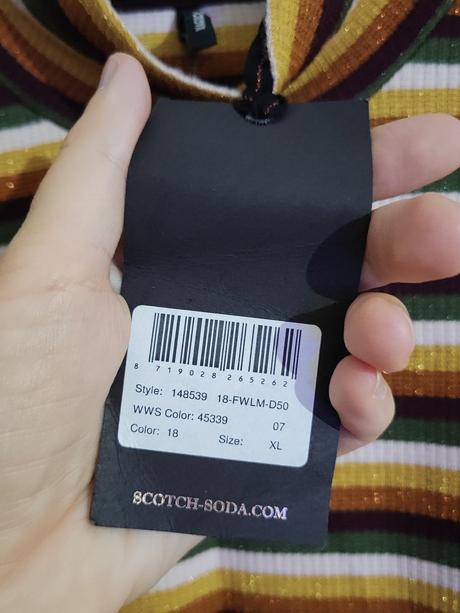 8 719028 265262
Style: 148539 18-FWLM-D50
WWS Color: 45339 07
Color: 18 Size: XL
SCOTCH-SODA.COM